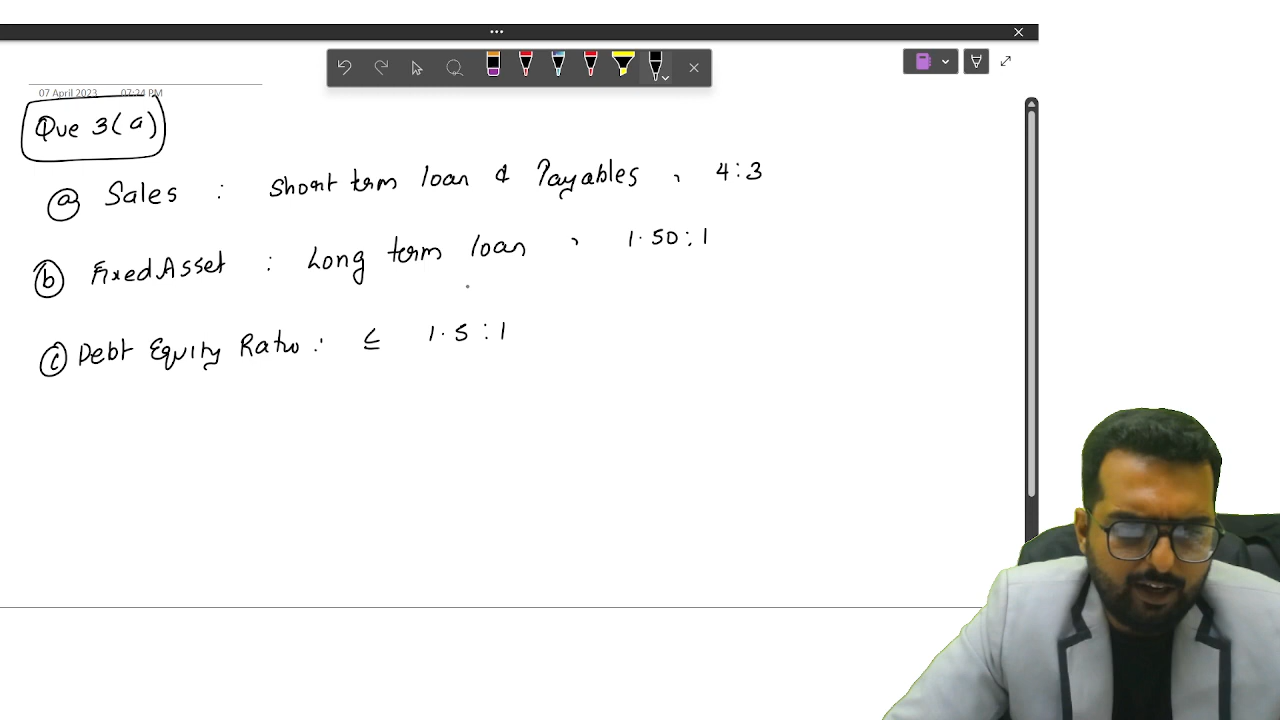 07 April 2023 07:24 PM
Que 3(a)
(a) Sales : Short term loan & Payables, 4:3
(b) Fixed Asset : Long term loan, 1.50:1
(c) Debt Equity Ratio : ≤ 1.5:1